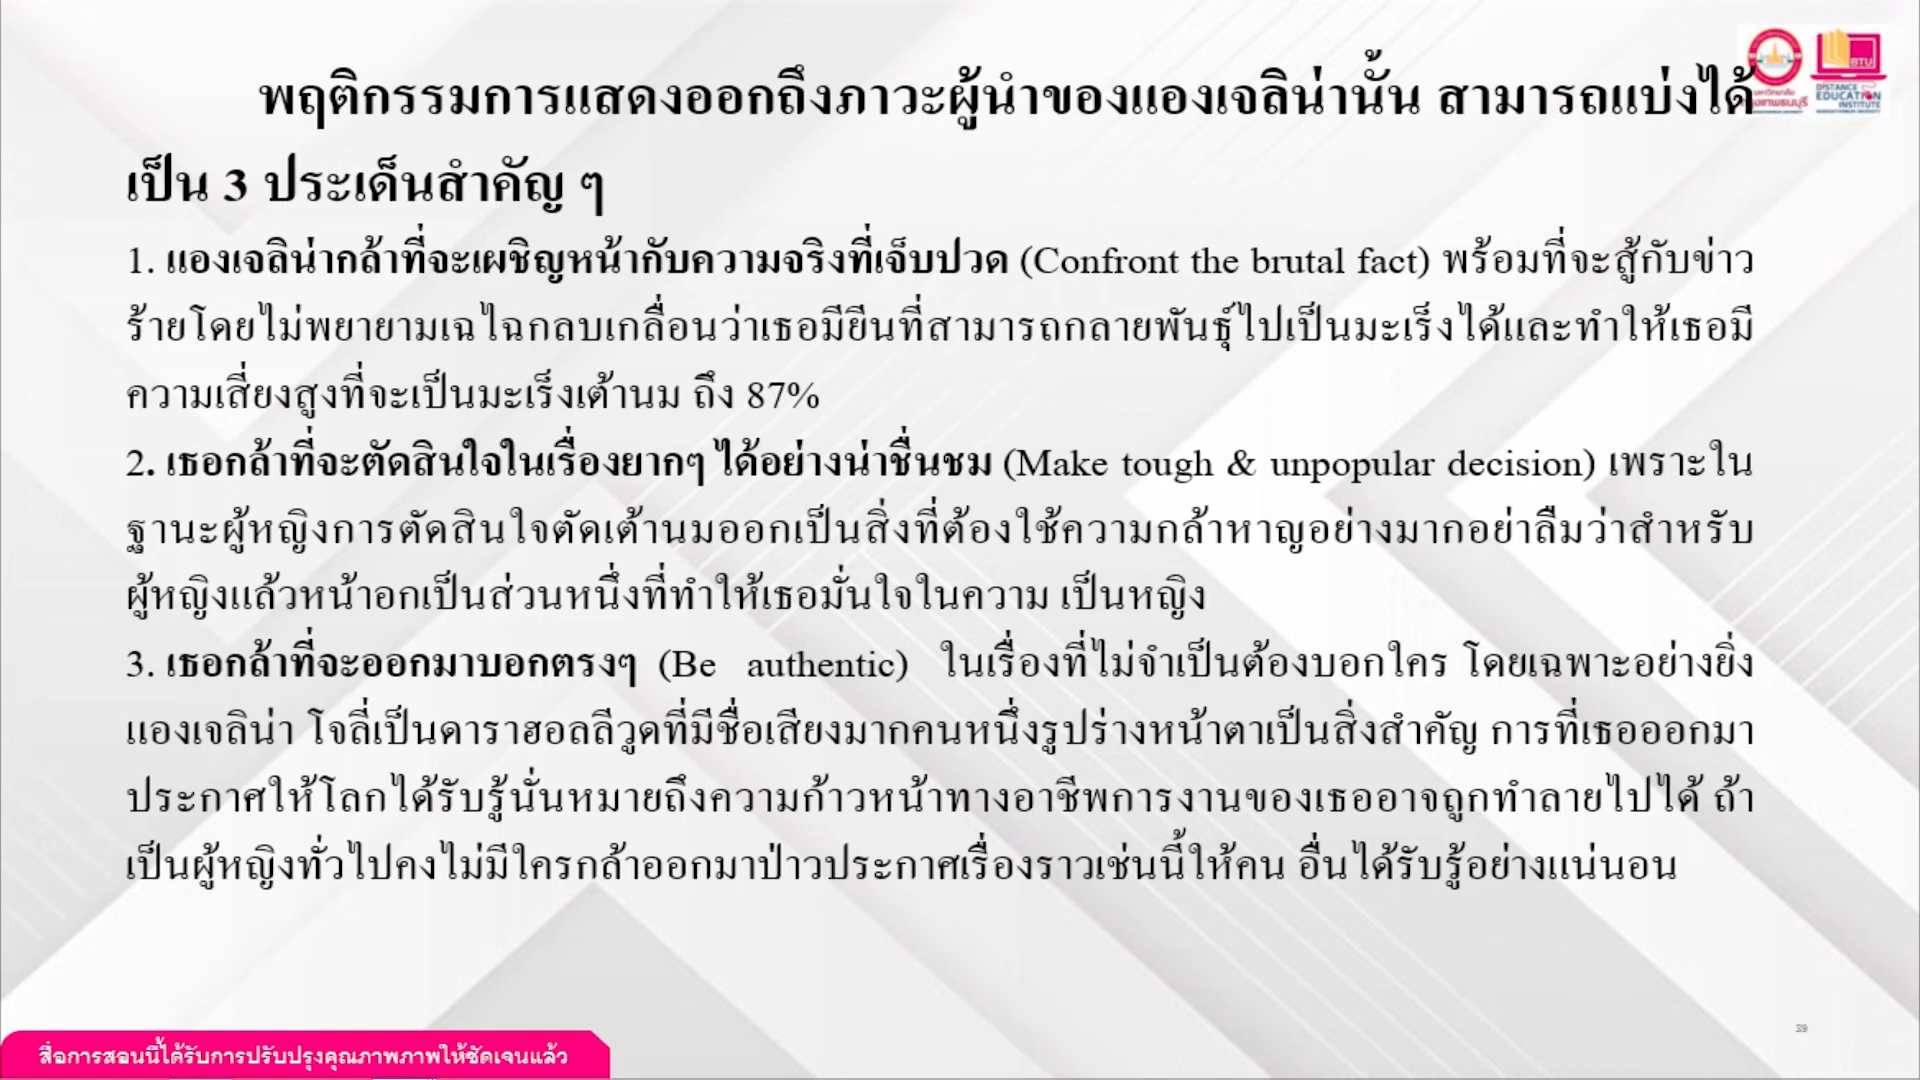 พฤติกรรมการแสดงออกถึงภาวะผู้นำของแองเจลิน่านั้น สามารถแบ่งได้
เป็น 3 ประเด็นสำคัญ ๆ
1. แองเจลิน่ากล้าที่จะเผชิญหน้ากับความจริงที่เจ็บปวด (Confront the brutal fact) พร้อมที่จะสู้กับข่าว
ร้ายโดยไม่พยายามเฉไฉกลบเกลื่อนว่าเธอมียีนที่สามารถกลายพันธุ์ไปเป็นมะเร็งได้และทำให้เธอมี
ความเสี่ยงสูงที่จะเป็นมะเร็งเต้านม ถึง 87%
2. เธอกล้าที่จะตัดสินใจในเรื่องยากๆ ได้อย่างน่าชื่นชม (Make tough & unpopular decision) เพราะใน
ฐานะผู้หญิงการตัดสินใจตัดเต้านมออกเป็นสิ่งที่ต้องใช้ความกล้าหาญอย่างมากอย่าลืมว่าสำหรับ
ผู้หญิงแล้วหน้าอกเป็นส่วนหนึ่งที่ทำให้เธอมั่นใจในความ เป็นหญิง
3. เธอกล้าที่จะออกมาบอกตรงๆ (Be authentic) ในเรื่องที่ไม่จำเป็นต้องบอกใคร โดยเฉพาะอย่างยิ่ง
แองเจลิน่า โจลี่เป็นดาราฮอลลีวูดที่มีชื่อเสียงมากคนหนึ่งรูปร่างหน้าตาเป็นสิ่งสำคัญ การที่เธอออกมา
ประกาศให้โลกได้รับรู้นั่นหมายถึงความก้าวหน้าทางอาชีพการงานของเธออาจถูกทำลายไปได้ ถ้า
เป็นผู้หญิงทั่วไปคงไม่มีใครกล้าออกมาป่าวประกาศเรื่องราวเช่นนี้ให้คน อื่นได้รับรู้อย่างแน่นอน
BTU
DISTANCE
EDUCATION
INSTITUTE
39
สื่อการสอนนี้ได้รับการปรับปรุงคุณภาพภาพให้ชัดเจนแล้ว